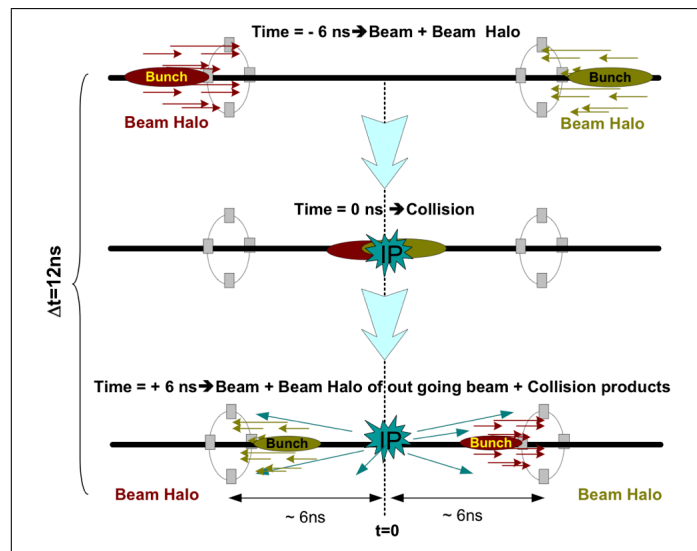 Time = - 6 ns➔Beam + Beam Halo
Bunch
Bunch
Beam Halo
Beam Halo
Time = 0 ns ➔Collision
IP
Δt=12ns
Time = + 6 ns➔Beam + Beam Halo of out going beam + Collision products
Bunch
IP
Bunch
Beam Halo
Beam Halo
~ 6ns
~ 6ns
t=0